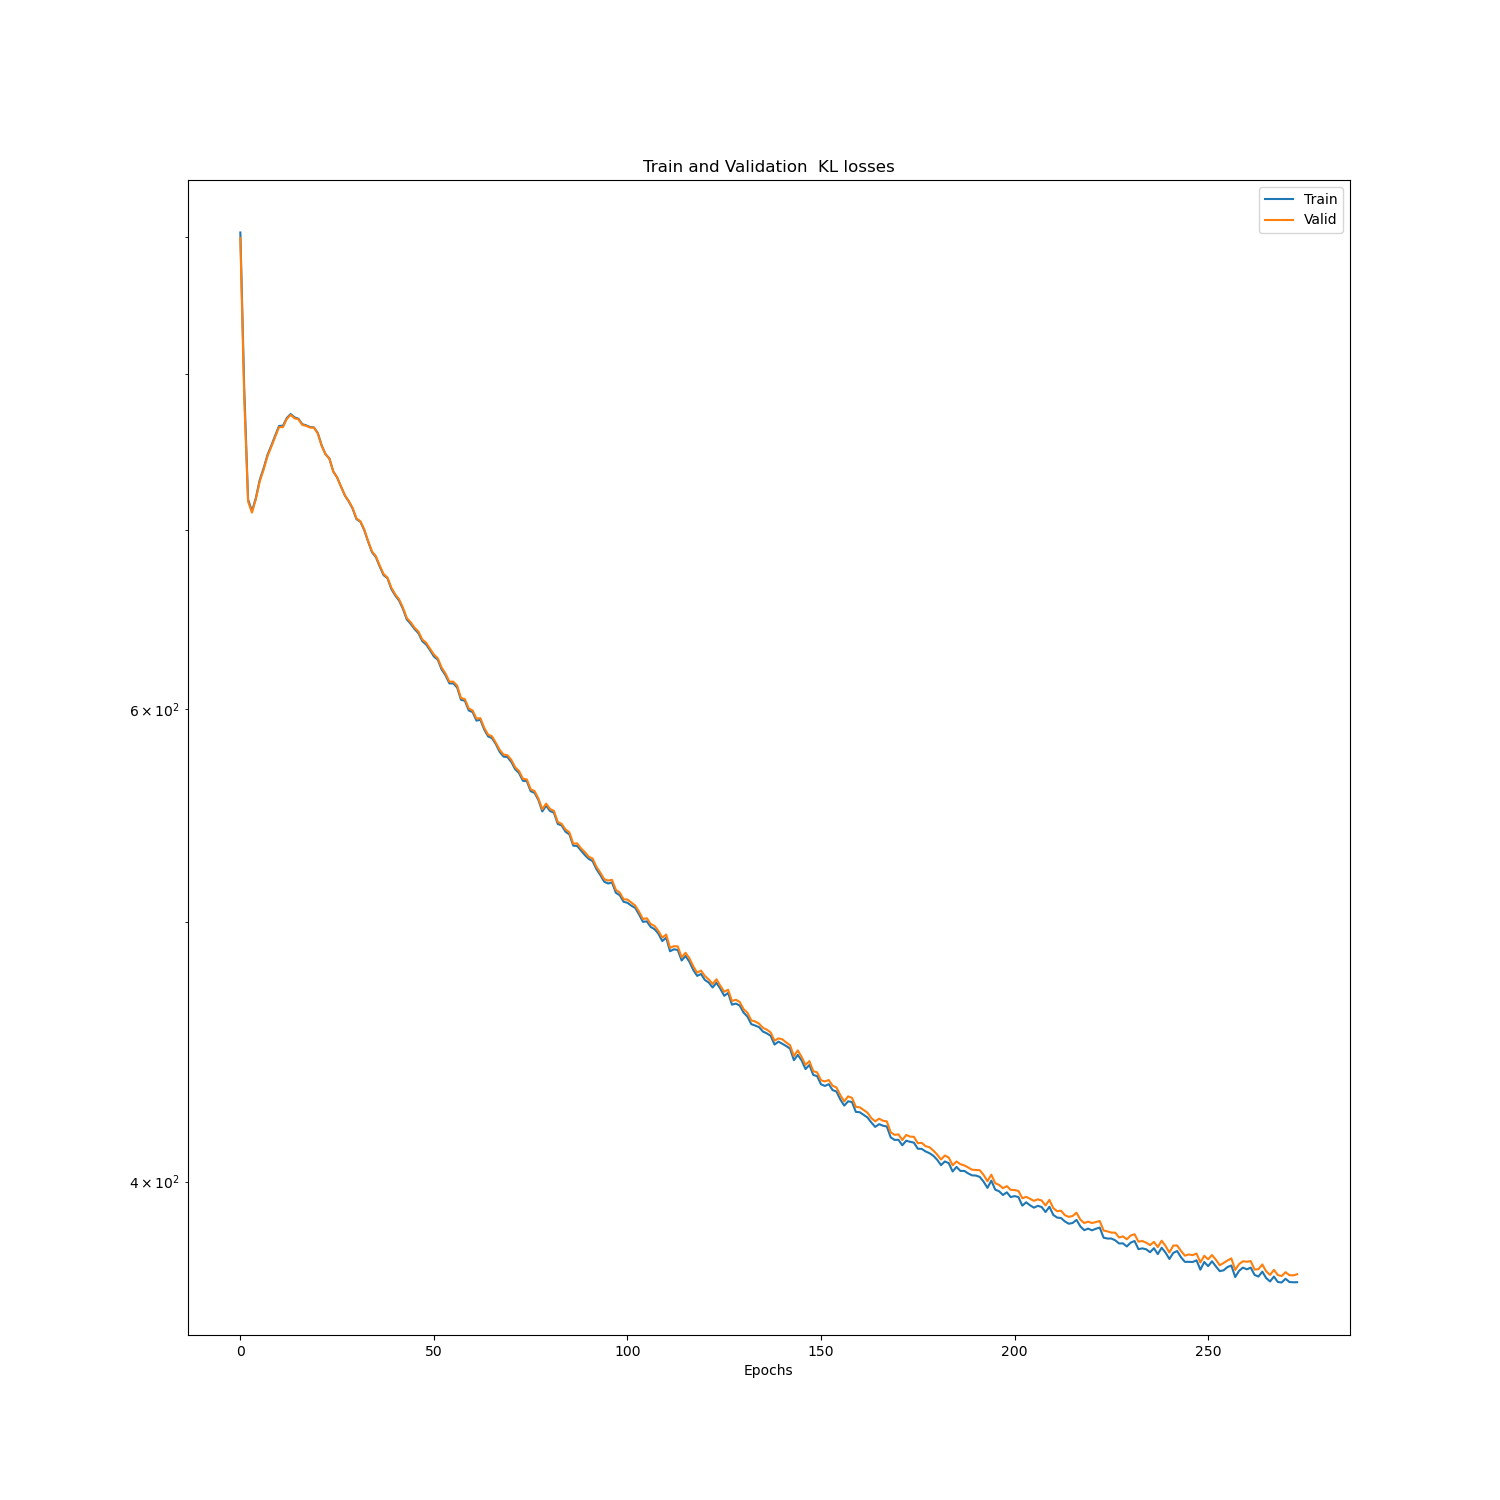 Train and Validation  KL losses
Train
Valid
6 × 10²
4 × 10²
0 50 100 150 200 250
Epochs